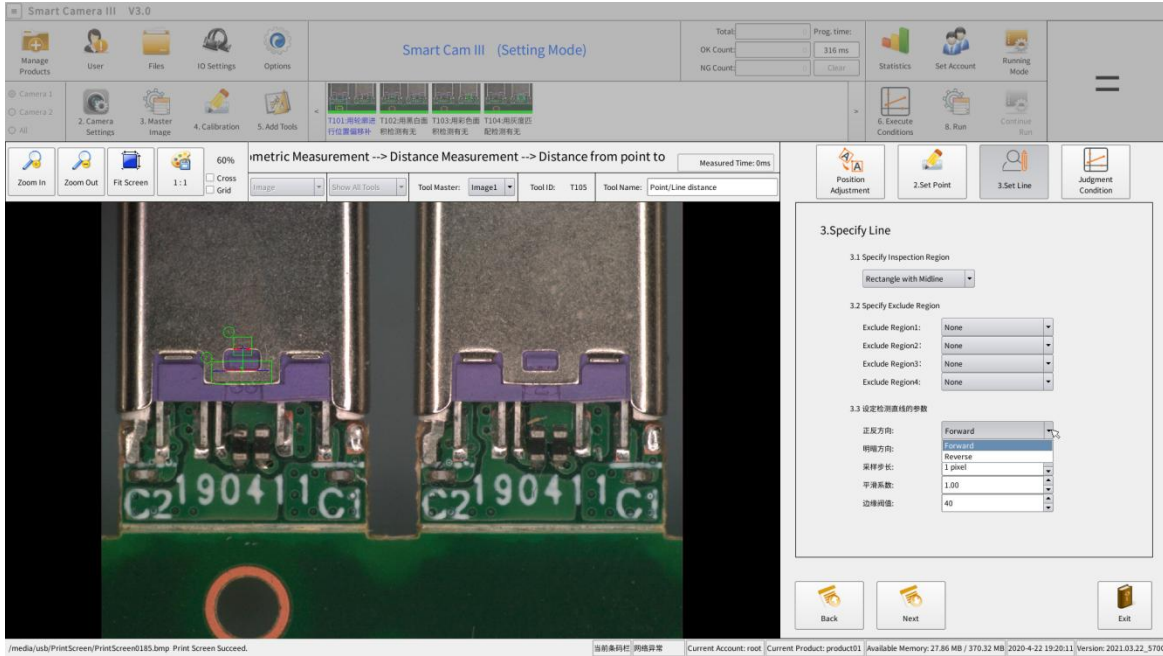 Smart Camera III V3.0
Manage Products
User
Files
IO Settings
Options
Smart Cam III (Setting Mode)
Total:
OK Count:
NG Count:
Prog. time:
316 ms
Clear
Statistics
Set Account
Running Mode
Camera 1
Camera 2
All
2. Camera Settings
3. Master Image
4. Calibration
5. Add Tools
<
T101:用轮廓进行位置偏移补
T102:用黑白面积检测有无
T103:用彩色面积检测有无
T104:用灰度匹配检测有无
>
6. Execute Conditions
8. Run
Continue Run
Zoom In
Zoom Out
Fit Screen
1:1
60%
Cross
Grid
ometric Measurement --> Distance Measurement --> Distance from point to
Measured Time: 0ms
Image
Show All Tools
Tool Master:
Image1
Tool ID:
T105
Tool Name:
Point/Line distance
Position Adjustment
2.Set Point
3.Set Line
Judgment Condition
3.Specify Line
3.1 Specify Inspection Region
Rectangle with Midline
3.2 Specify Exclude Region
Exclude Region1: None
Exclude Region2: None
Exclude Region3: None
Exclude Region4: None
3.3 设定检测直线的参数
正反方向: Forward
Forward
明暗方向:
Reverse
采样步长: 1 pixel
平滑系数: 1.00
边缘阈值: 40
C2 190411 C1
C2 190411 C1
Back
Next
Exit
/media/usb/PrintScreen/PrintScreen0185.bmp Print Screen Succeed.
当前条码栏
网络异常
Current Account: root
Current Product: product01
Available Memory: 27.86 MB / 370.32 MB
2020-4-22 19:20:11
Version: 2021.03.22_5700